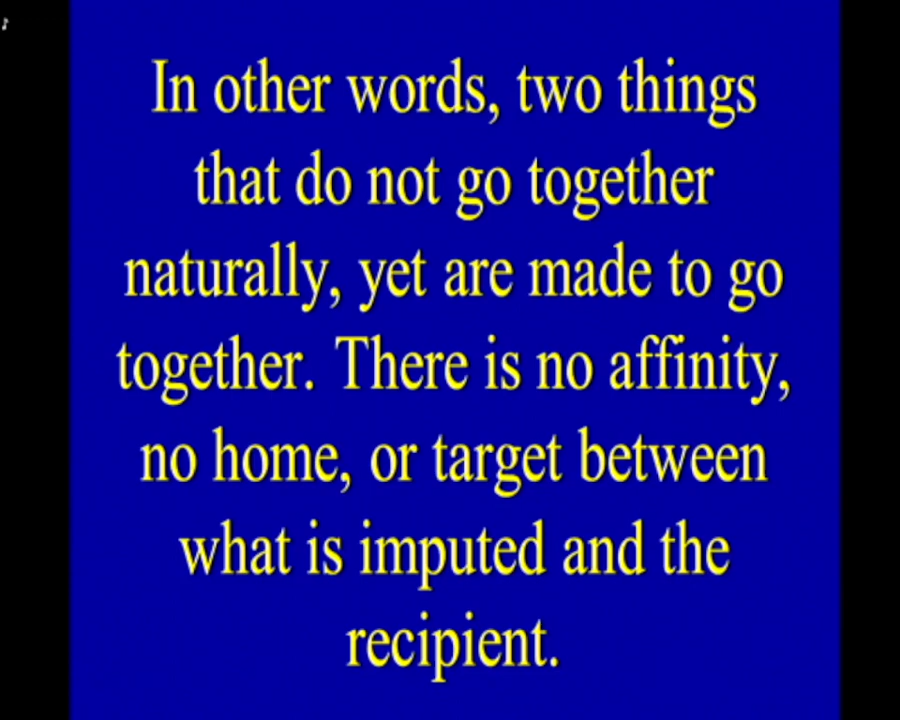 In other words, two things
that do not go together
naturally, yet are made to go
together. There is no affinity,
no home, or target between
what is imputed and the
recipient.